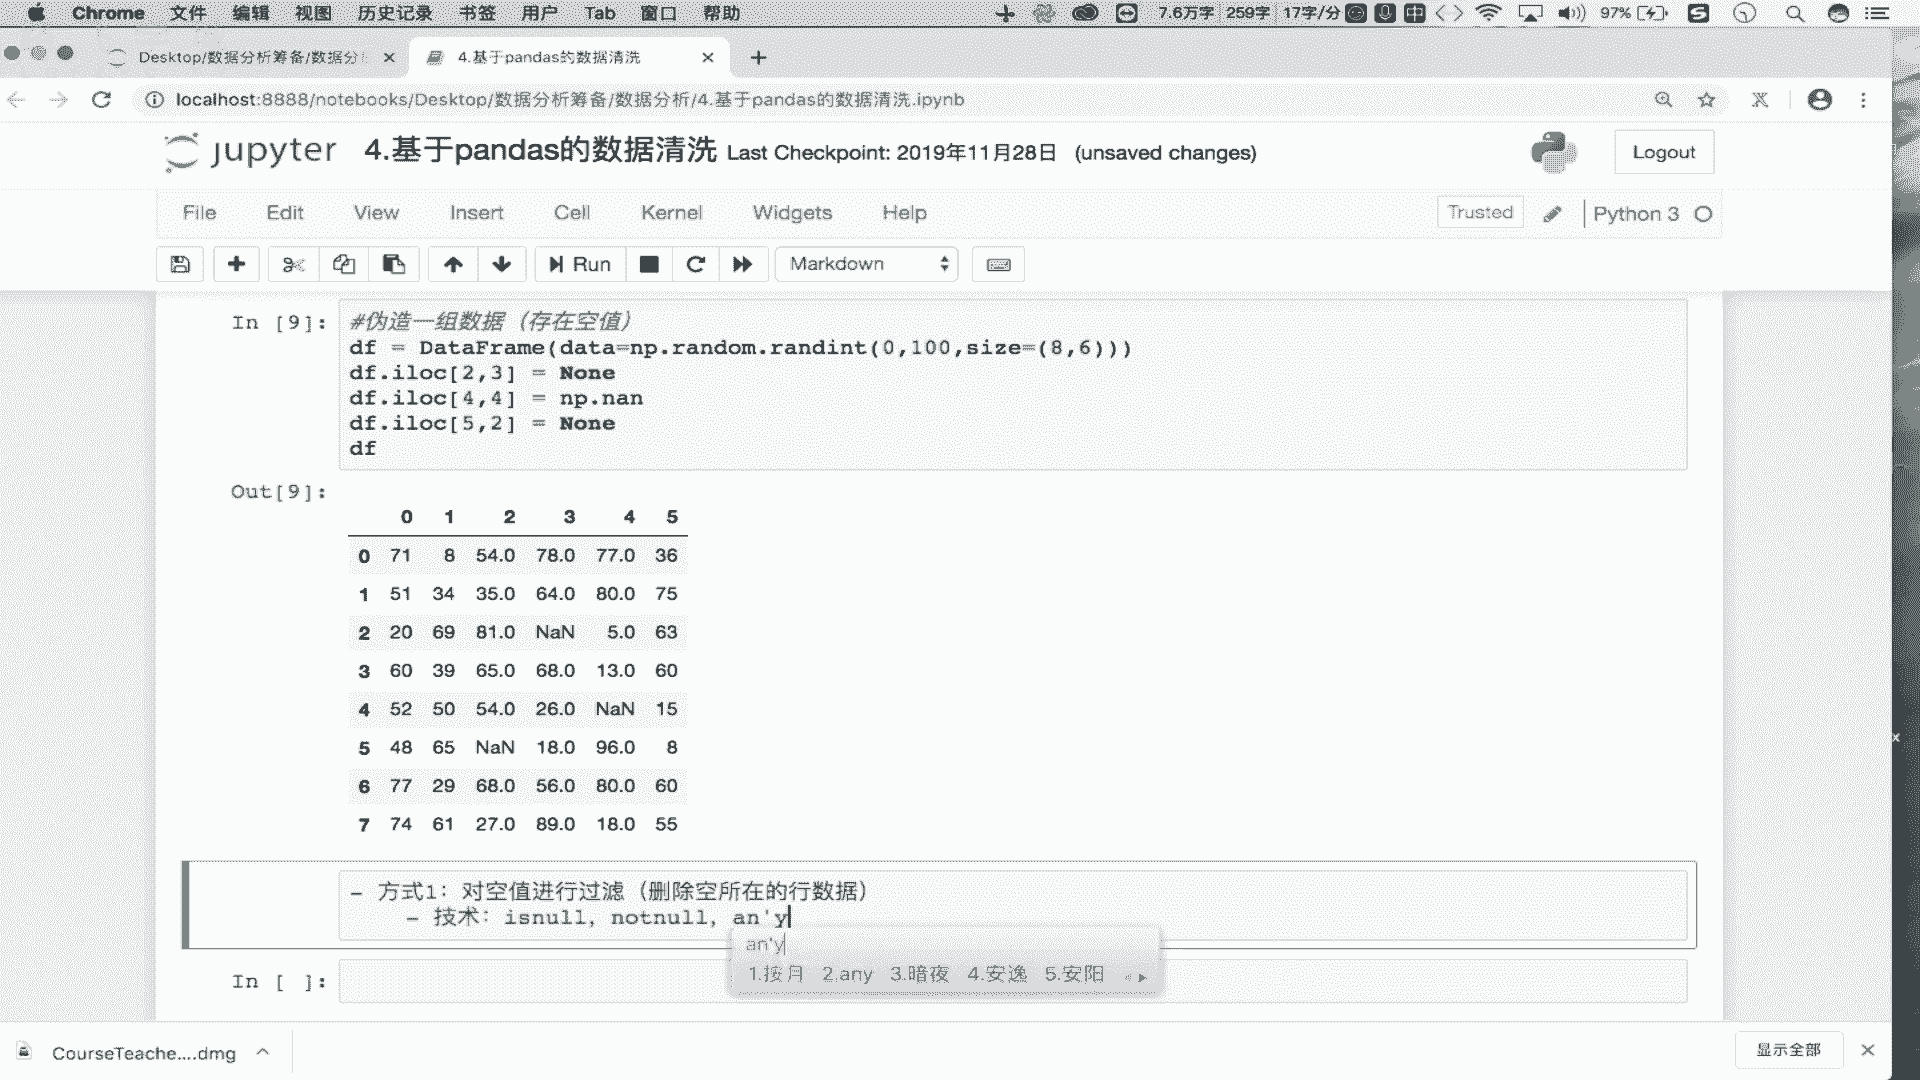 Chrome 文件 编辑 视图 历史记录 书签 用户 Tab 窗口 帮助 7.6万字 259字 17字/分 中 97%
Desktop/数据分析筹备/数据分 4.基于pandas的数据清洗
localhost:8888/notebooks/Desktop/数据分析筹备/数据分析/4.基于pandas的数据清洗.ipynb
jupyter 4.基于pandas的数据清洗 Last Checkpoint: 2019年11月28日 (unsaved changes) Logout
File Edit View Insert Cell Kernel Widgets Help Trusted Python 3
Run Markdown
In [9]: #伪造一组数据（存在空值）
df = DataFrame(data=np.random.randint(0,100,size=(8,6)))
df.iloc[2,3] = None
df.iloc[4,4] = np.nan
df.iloc[5,2] = None
df
Out[9]:
0 1 2 3 4 5
0 71 8 54.0 78.0 77.0 36
1 51 34 35.0 64.0 80.0 75
2 20 69 81.0 NaN 5.0 63
3 60 39 65.0 68.0 13.0 60
4 52 50 54.0 26.0 NaN 15
5 48 65 NaN 18.0 96.0 8
6 77 29 68.0 56.0 80.0 60
7 74 61 27.0 89.0 18.0 55
- 方式1：对空值进行过滤（删除空所在的行数据）
- 技术：isnull, notnull, an'y
an'y
1.按月 2.any 3.暗夜 4.安逸 5.安阳
In [ ]:
CourseTeache....dmg 显示全部